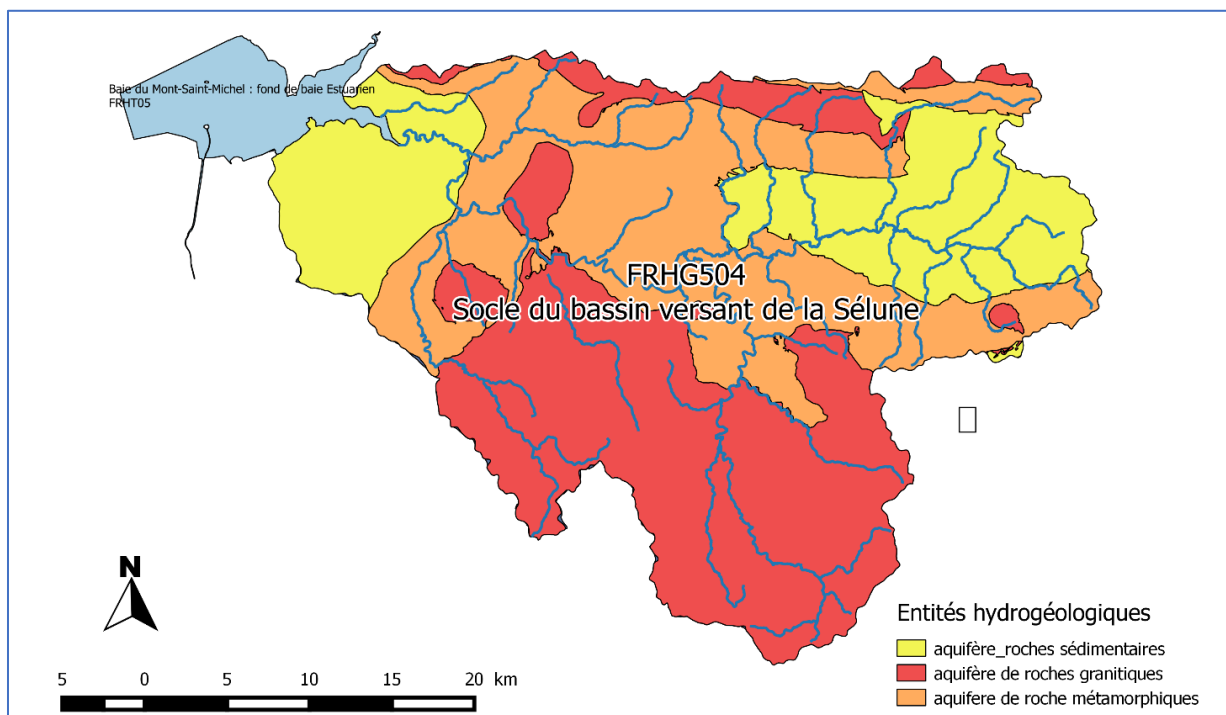 Baie du Mont-Saint-Michel : fond de baie Estuarien
FRHT05
FRHG504
Socle du bassin versant de la Sélune
N
5 0 5 10 15 20 km
Entités hydrogéologiques
aquifère_roches sédimentaires
aquifère de roches granitiques
aquifere de roche métamorphiques